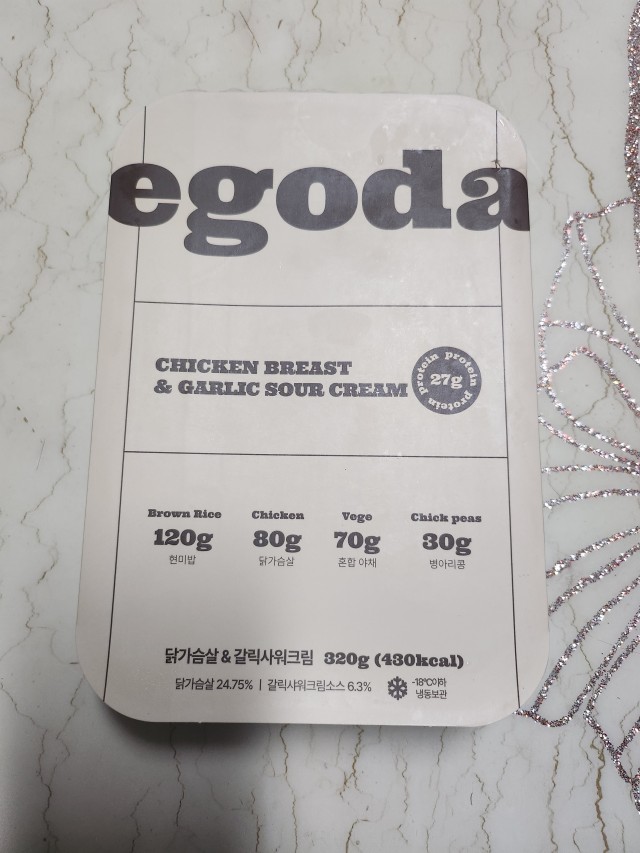 egoda
CHICKEN BREAST
& GARLIC SOUR CREAM
protein protein protein protein
27g
Brown Rice Chicken Vege Chick peas
120g 80g 70g 30g
현미밥 닭가슴살 혼합 야채 병아리콩
닭가슴살 & 갈릭사워크림 320g (430kcal)
닭가슴살 24.75% | 갈릭사워크림소스 6.3% -18℃이하
냉동보관